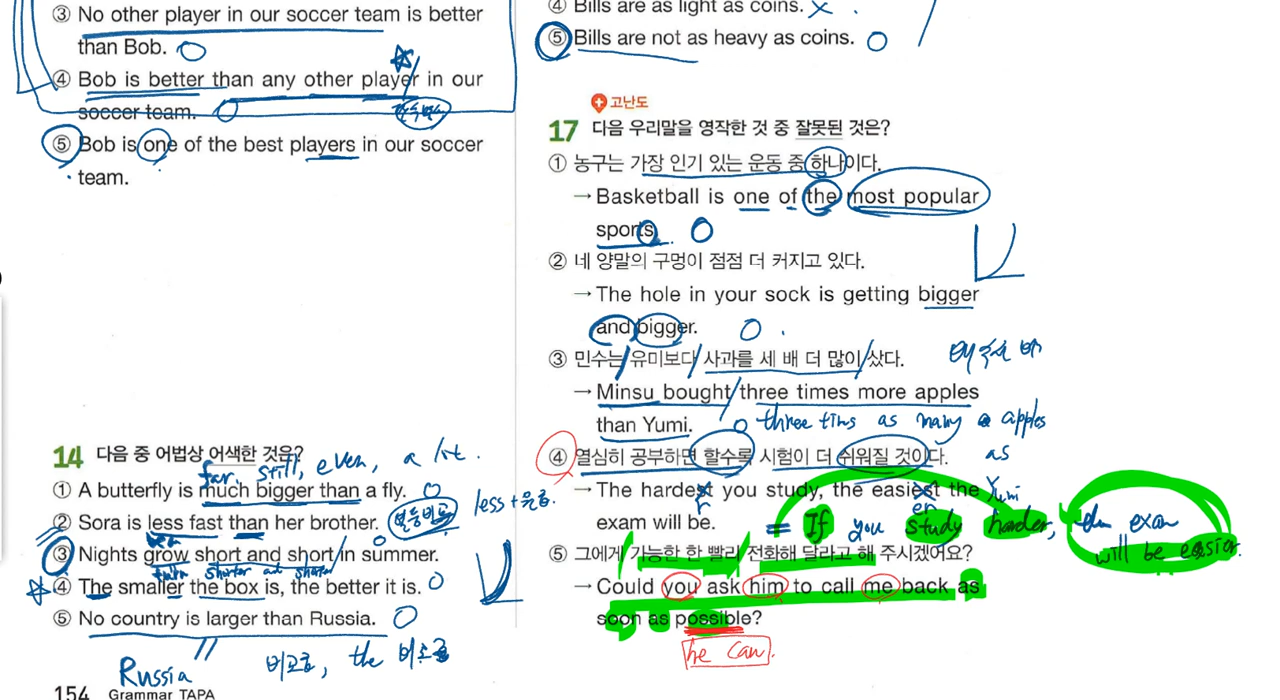 ③ No other player in our soccer team is better
than Bob.
④ Bob is better than any other player in our
soccer team.
⑤ Bob is one of the best players in our soccer
team.
14 다음 중 어법상 어색한 것은?
far, still, even, a lot.
① A butterfly is much bigger than a fly.
② Sora is less fast than her brother.
less + 원급.
③ Nights grow short and short in summer.
shorter and shorter
④ The smaller the box is, the better it is.
⑤ No country is larger than Russia.
Russia
비교급, the 비교급
154 Grammar TAPA
④ Bills are as light as coins.
⑤ Bills are not as heavy as coins.
고난도
17 다음 우리말을 영작한 것 중 잘못된 것은?
① 농구는 가장 인기 있는 운동 중 하나이다.
→ Basketball is one of the most popular
sports.
② 네 양말의 구멍이 점점 더 커지고 있다.
→ The hole in your sock is getting bigger
and bigger.
③ 민수는 유미보다 사과를 세 배 더 많이 샀다.
→ Minsu bought three times more apples
than Yumi.
three times as many apples
as
Yumi
④ 열심히 공부하면 할수록 시험이 더 쉬워질 것이다.
→ The hardest you study, the easiest the
r
er
exam will be.
= If you study harder, the exam
will be easier.
⑤ 그에게 가능한 한 빨리 전화해 달라고 해 주시겠어요?
→ Could you ask him to call me back as
soon as possible?
he can.